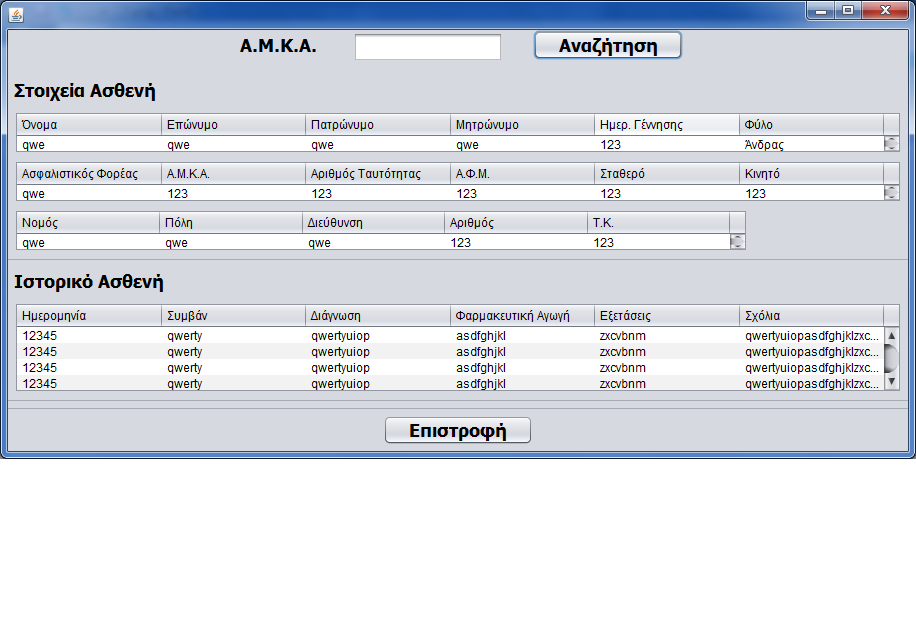 Α.Μ.Κ.Α. Αναζήτηση
Στοιχεία Ασθενή
Όνομα Επώνυμο Πατρώνυμο Μητρώνυμο Ημερ. Γέννησης Φύλο
qwe qwe qwe qwe 123 Άνδρας
Ασφαλιστικός Φορέας Α.Μ.Κ.Α. Αριθμός Ταυτότητας Α.Φ.Μ. Σταθερό Κινητό
qwe 123 123 123 123 123
Νομός Πόλη Διεύθυνση Αριθμός Τ.Κ.
qwe qwe qwe 123 123
Ιστορικό Ασθενή
Ημερομηνία Συμβάν Διάγνωση Φαρμακευτική Αγωγή Εξετάσεις Σχόλια
12345 qwerty qwertyuiop asdfghjkl zxcvbnm qwertyuiopasdfghjklzxc...
12345 qwerty qwertyuiop asdfghjkl zxcvbnm qwertyuiopasdfghjklzxc...
12345 qwerty qwertyuiop asdfghjkl zxcvbnm qwertyuiopasdfghjklzxc...
12345 qwerty qwertyuiop asdfghjkl zxcvbnm qwertyuiopasdfghjklzxc...
Επιστροφή